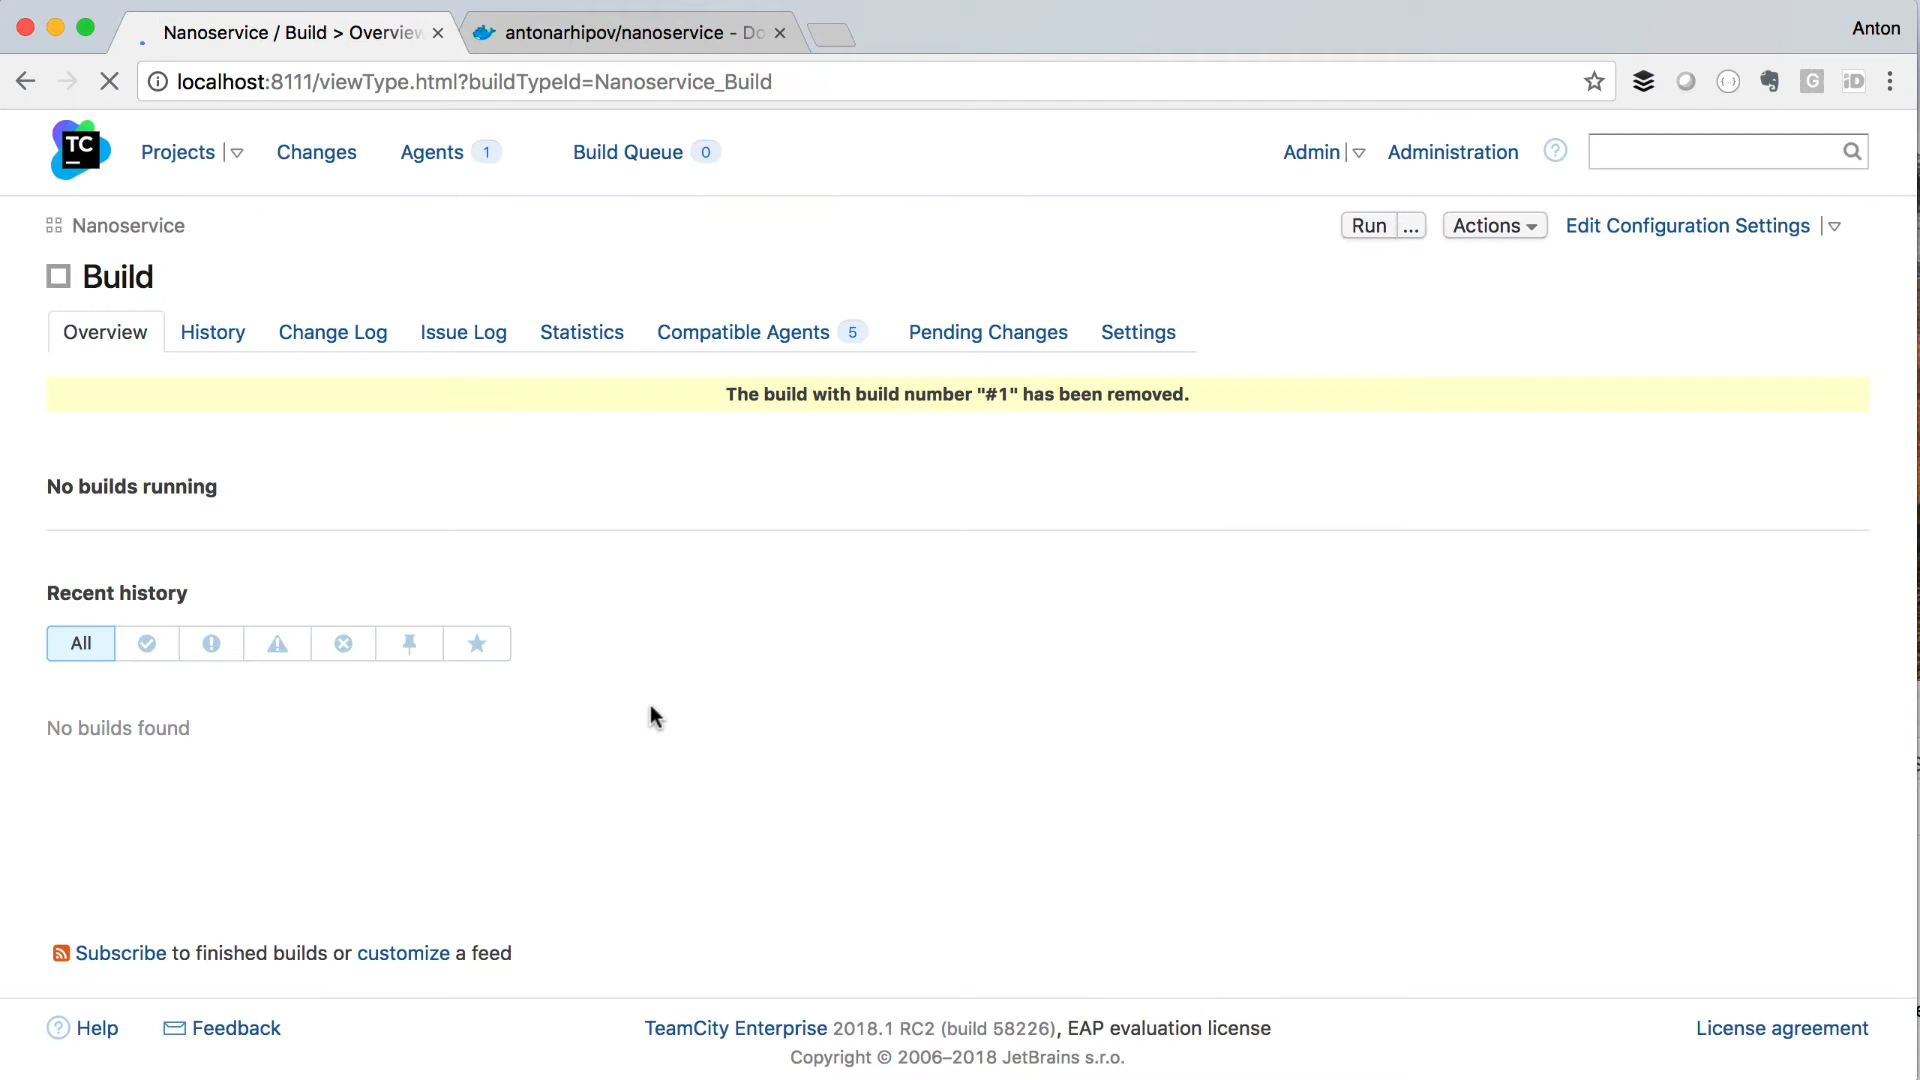 Nanoservice / Build > Overview
antonarhipov/nanoservice - Do
Anton
localhost:8111/viewType.html?buildTypeId=Nanoservice_Build
TC
Projects
Changes
Agents 1
Build Queue 0
Admin
Administration
Nanoservice
Run ...
Actions
Edit Configuration Settings
Build
Overview
History
Change Log
Issue Log
Statistics
Compatible Agents 5
Pending Changes
Settings
The build with build number "#1" has been removed.
No builds running
Recent history
All
No builds found
Subscribe to finished builds or customize a feed
Help
Feedback
TeamCity Enterprise 2018.1 RC2 (build 58226), EAP evaluation license
License agreement
Copyright © 2006–2018 JetBrains s.r.o.